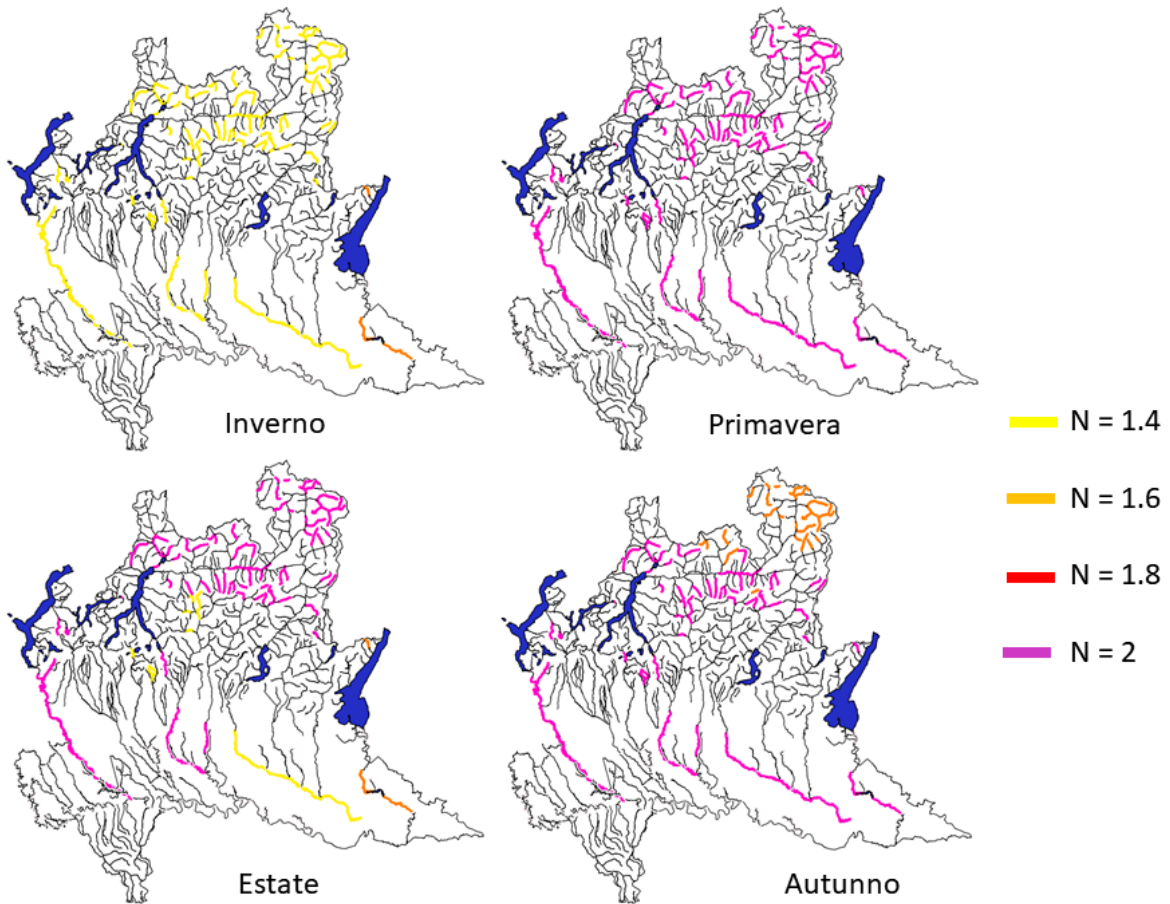 Inverno
Primavera
N = 1.4
N = 1.6
N = 1.8
N = 2
Estate
Autunno